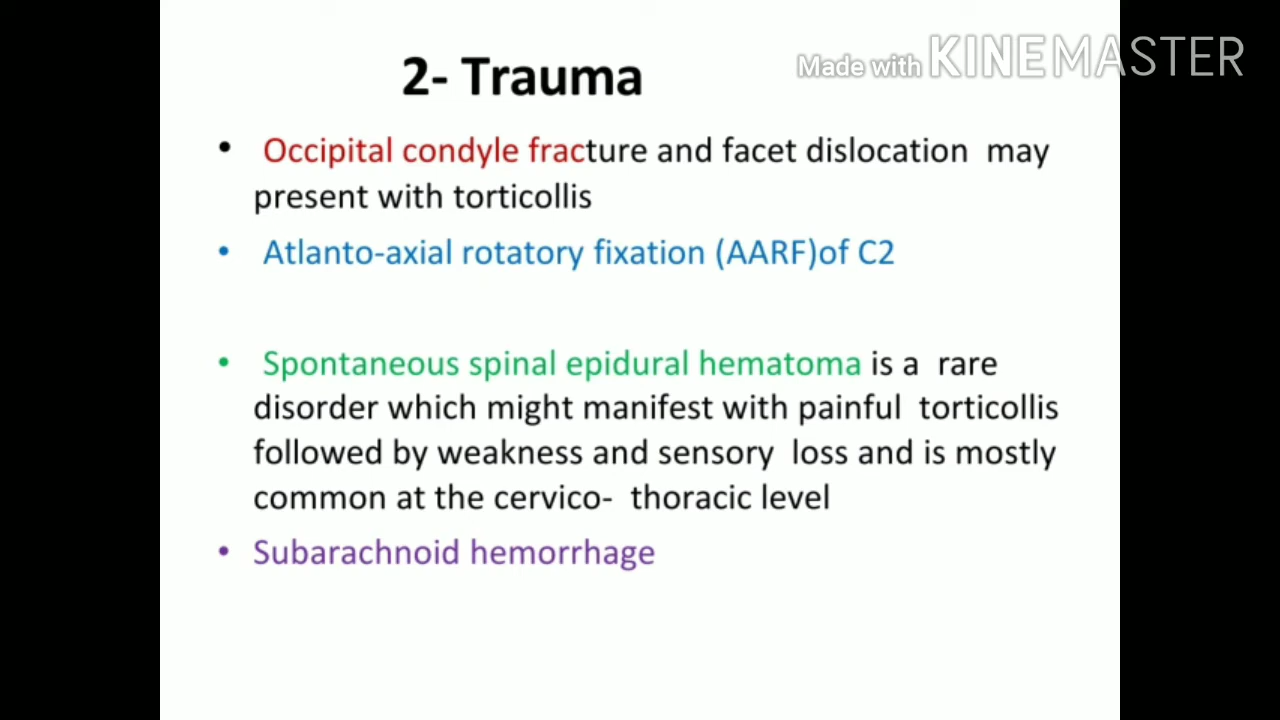 Made with KINEMASTER
2- Trauma
• Occipital condyle fracture and facet dislocation may
present with torticollis
• Atlanto-axial rotatory fixation (AARF)of C2
• Spontaneous spinal epidural hematoma is a rare
disorder which might manifest with painful torticollis
followed by weakness and sensory loss and is mostly
common at the cervico- thoracic level
• Subarachnoid hemorrhage